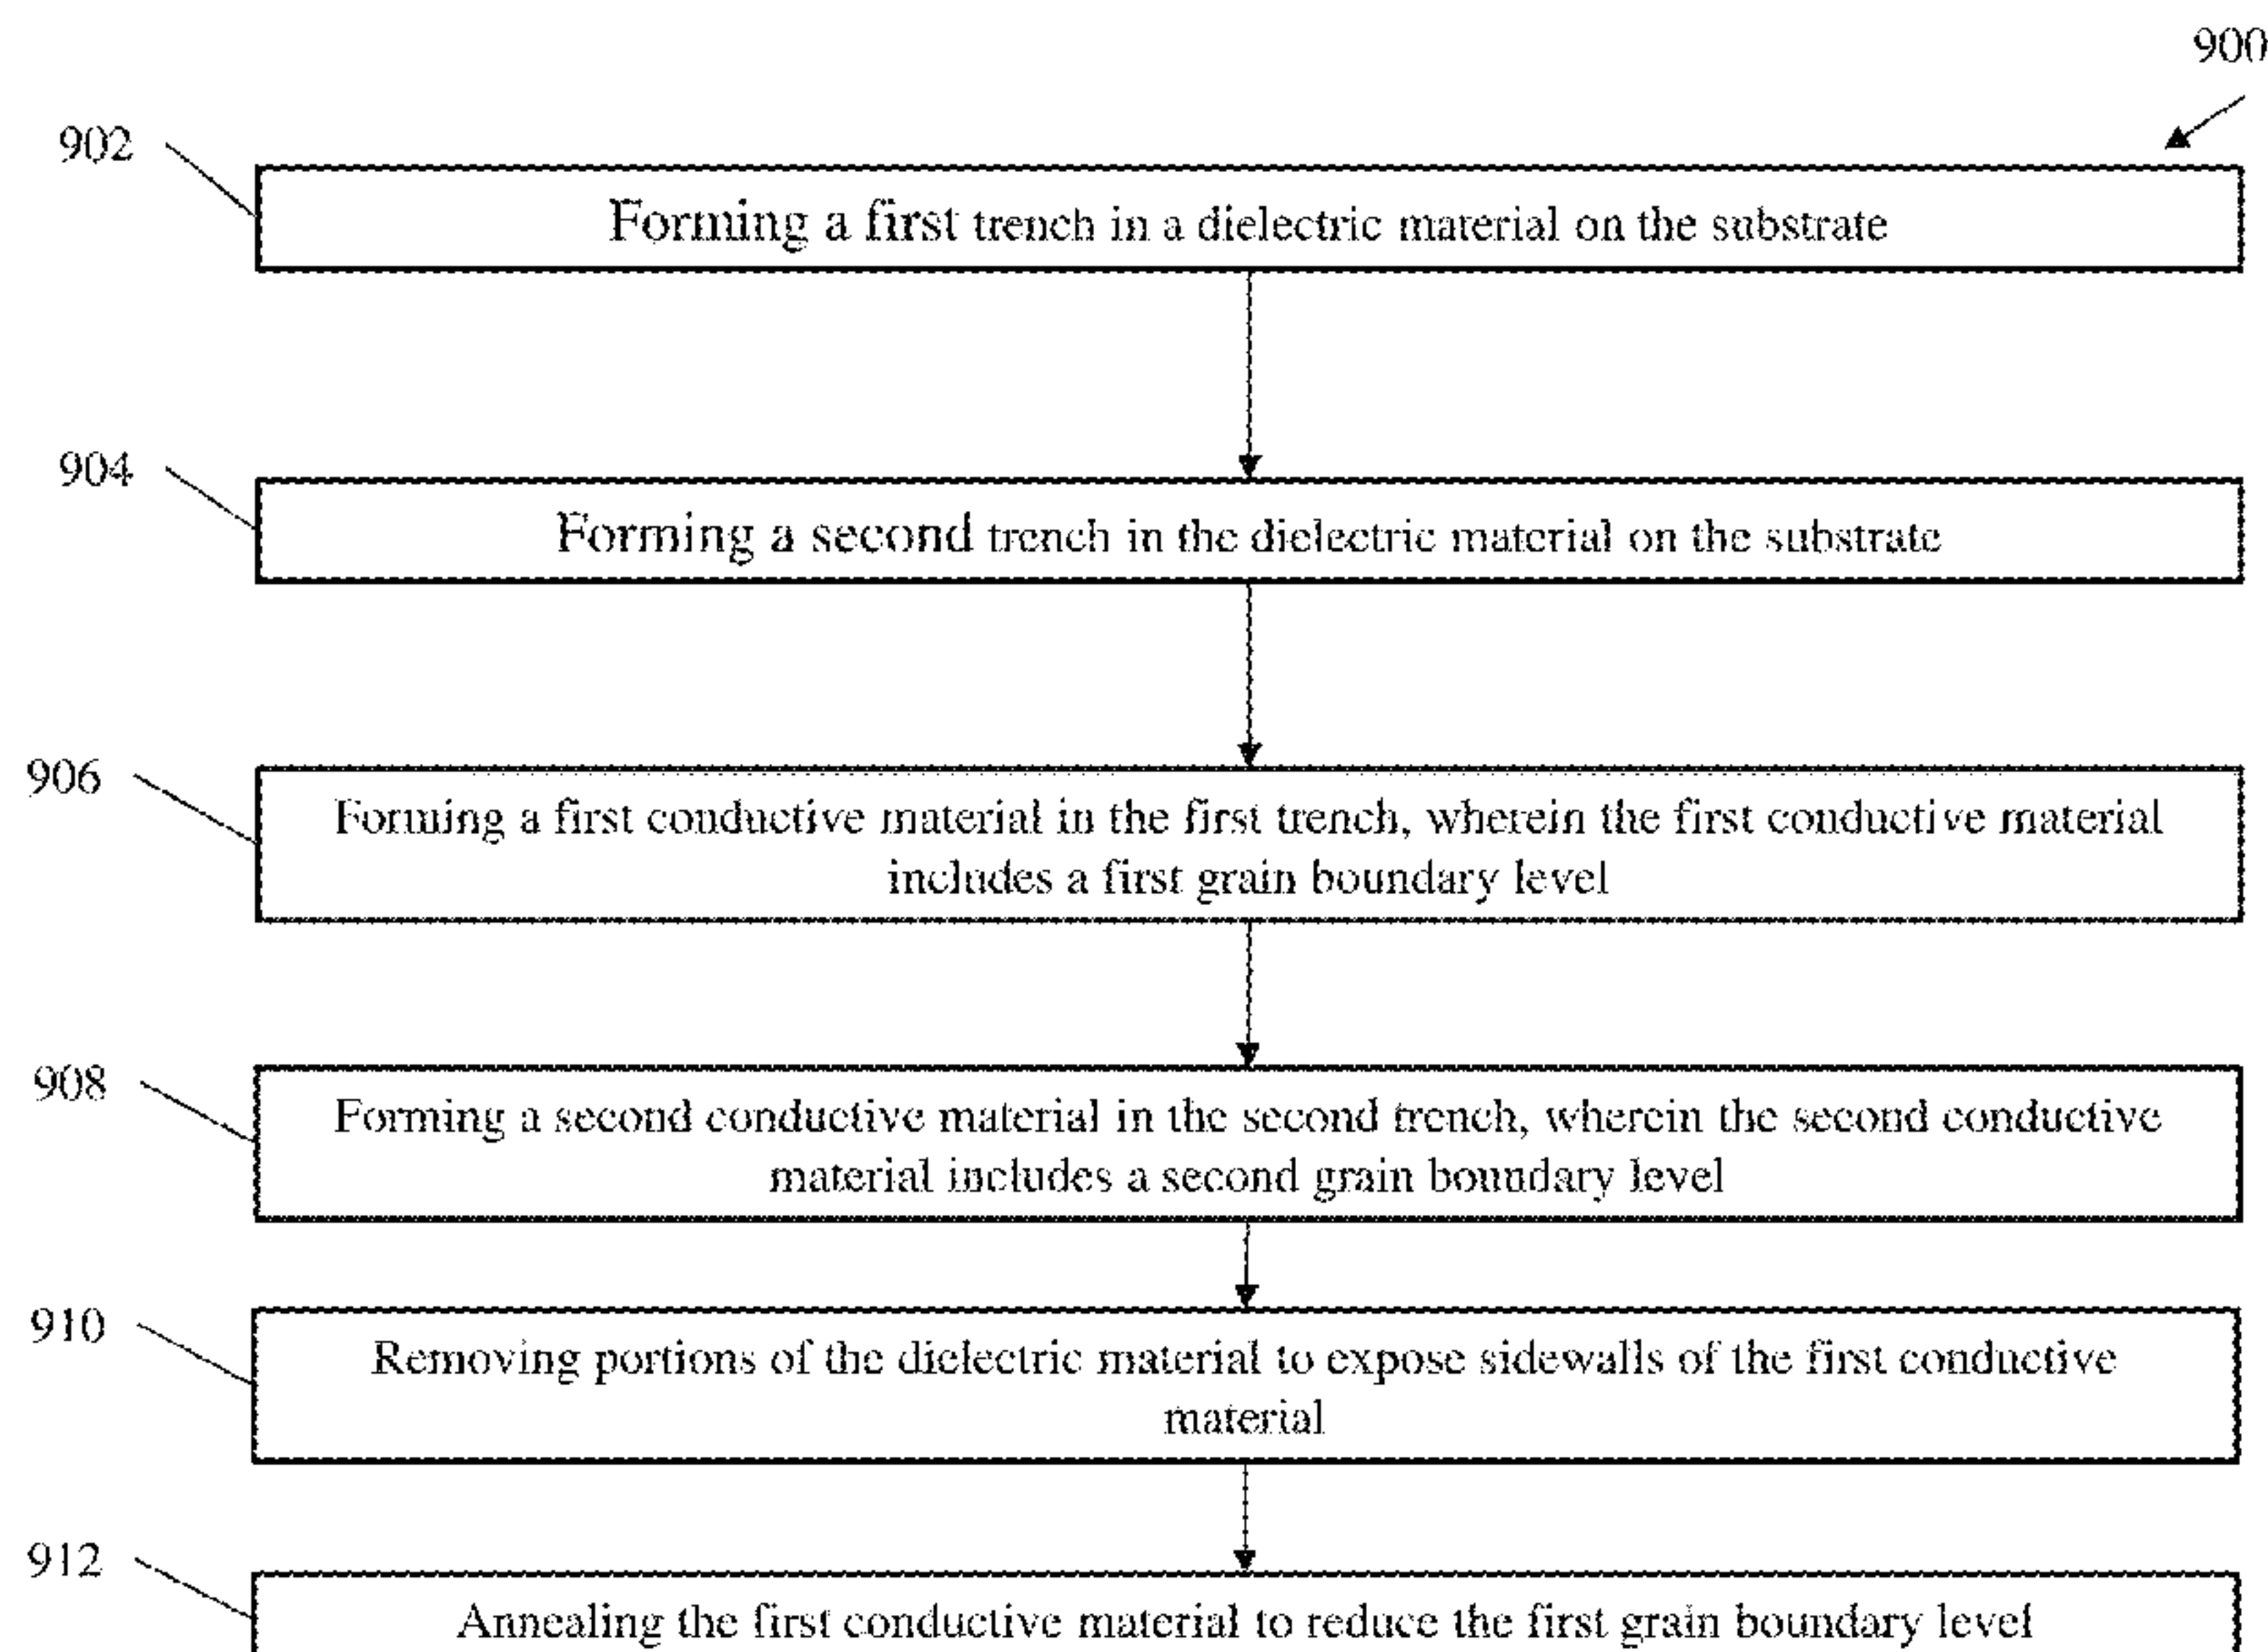 900
902
Forming a first trench in a dielectric material on the substrate
904
Forming a second trench in the dielectric material on the substrate
906
Forming a first conductive material in the first trench, wherein the first conductive material
includes a first grain boundary level
908
Forming a second conductive material in the second trench, wherein the second conductive
material includes a second grain boundary level
910
Removing portions of the dielectric material to expose sidewalls of the first conductive
material
912
Annealing the first conductive material to reduce the first grain boundary level